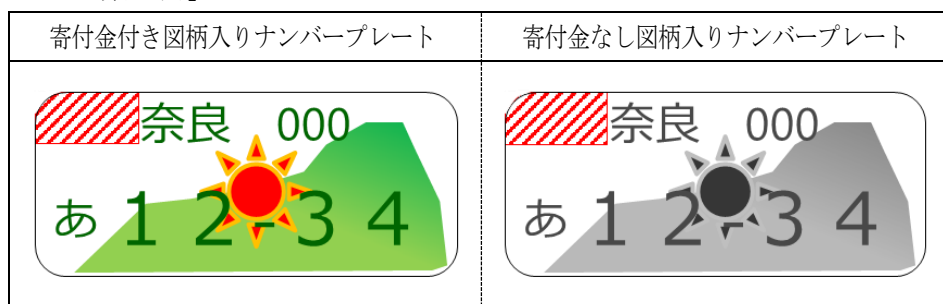 寄付金付き図柄入りナンバープレート
寄付金なし図柄入りナンバープレート
奈良 000
あ 12-34
奈良 000
あ 12-34